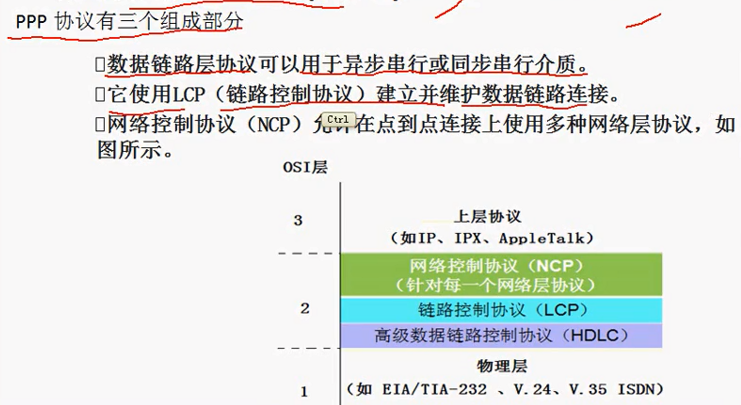 PPP 协议有三个组成部分
□数据链路层协议可以用于异步串行或同步串行介质。
□它使用LCP（链路控制协议）建立并维护数据链路连接。
□网络控制协议（NCP）允许在点到点连接上使用多种网络层协议，如
Ctrl
图所示。
OSI层
3
上层协议
（如IP、IPX、AppleTalk）
网络控制协议（NCP）
（针对每一个网络层协议）
2
链路控制协议（LCP）
高级数据链路控制协议（HDLC）
物理层
1
（如 EIA/TIA-232 、V.24、V.35 ISDN）